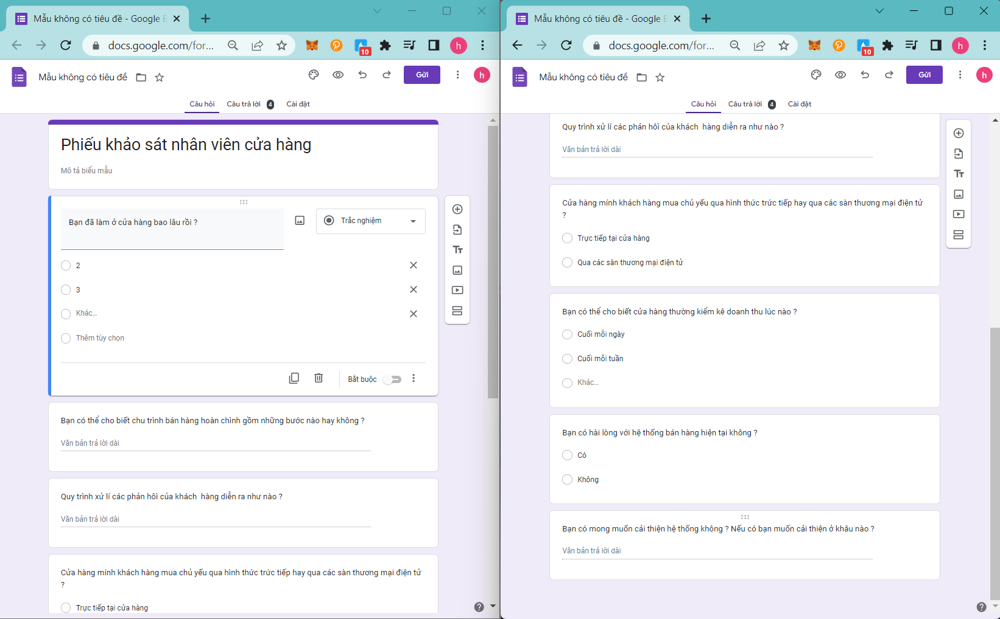 Mẫu không có tiêu đề - Google B
docs.google.com/for...
10
h
Mẫu không có tiêu đề
Gửi
h
Câu hỏi
Câu trả lời 4
Cài đặt
Phiếu khảo sát nhân viên cửa hàng
Mô tả biểu mẫu
Bạn đã làm ở cửa hàng bao lâu rồi ?
Trắc nghiệm
2
3
Khác...
Thêm tùy chọn
Bắt buộc
Bạn có thể cho biết chu trình bán hàng hoàn chỉnh gồm những bước nào hay không ?
Văn bản trả lời dài
Quy trình xử lí các phản hồi của khách  hàng diễn ra như nào ?
Văn bản trả lời dài
Cửa hàng mính khách hàng mua chủ yếu qua hình thức trức tiếp hay qua các sàn thương mại điện tử
?
Trực tiếp tại cửa hàng
Mẫu không có tiêu đề - Google B
docs.google.com/for...
10
h
Mẫu không có tiêu đề
Gửi
h
Câu hỏi
Câu trả lời 4
Cài đặt
Quy trình xử lí các phản hồi của khách  hàng diễn ra như nào ?
Văn bản trả lời dài
Cửa hàng mính khách hàng mua chủ yếu qua hình thức trức tiếp hay qua các sàn thương mại điện tử
?
Trực tiếp tại cửa hàng
Qua các sàn thương mại điện tử
Bạn có thể cho biết cửa hàng thường kiểm kê doanh thu lúc nào ?
Cuối mỗi ngày
Cuối mỗi tuần
Khác...
Bạn có hài lòng với hệ thống bán hàng hiện tại không ?
Có
Không
Bạn có mong muốn cải thiện hệ thống không ? Nếu có bạn muốn cải thiện ở khâu nào ?
Văn bản trả lời dài